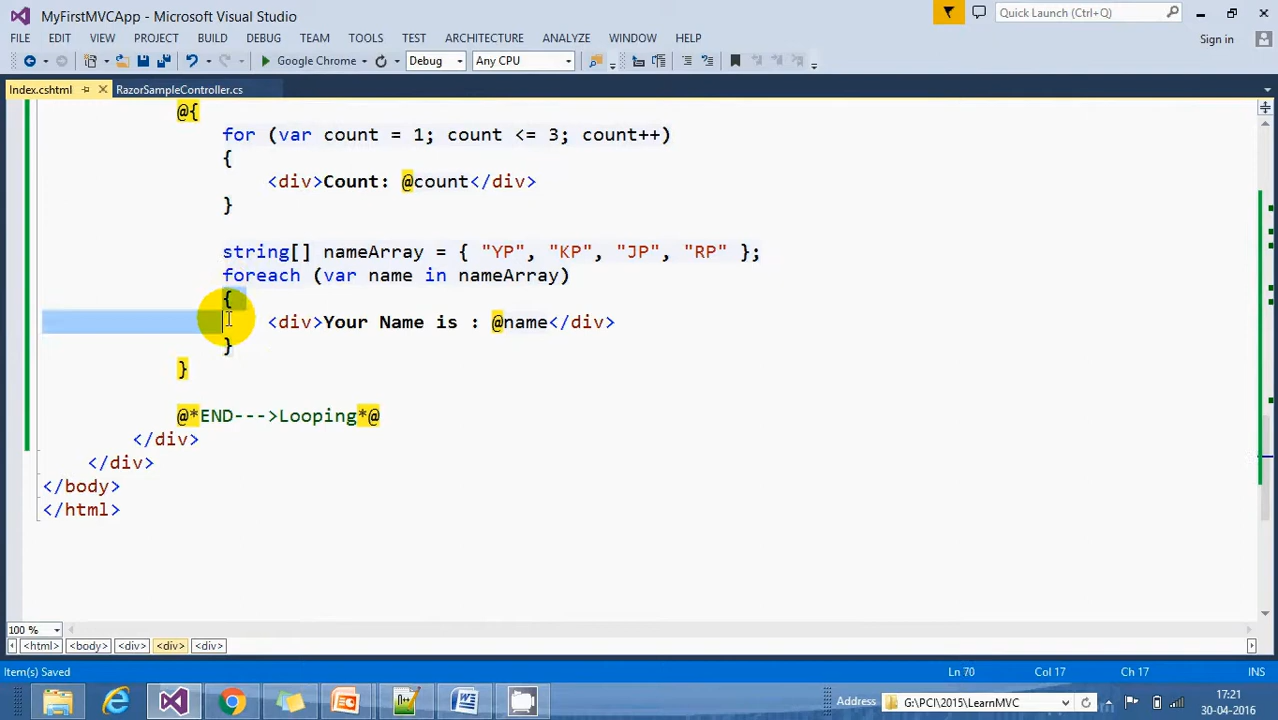 MyFirstMVCApp - Microsoft Visual Studio
Quick Launch (Ctrl+Q)
FILE EDIT VIEW PROJECT BUILD DEBUG TEAM TOOLS TEST ARCHITECTURE ANALYZE WINDOW HELP
Sign in
Google Chrome Debug Any CPU
Index.cshtml RazorSampleController.cs
@{
for (var count = 1; count <= 3; count++)
{
<div>Count: @count</div>
}
string[] nameArray = { "YP", "KP", "JP", "RP" };
foreach (var name in nameArray)
{
<div>Your Name is : @name</div>
}
}
@*END--->Looping*@
</div>
</div>
</body>
</html>
100 %
<html> <body> <div> <div> <div>
Item(s) Saved Ln 70 Col 17 Ch 17 INS
Address G:\PCI\2015\LearnMVC
17:21
30-04-2016